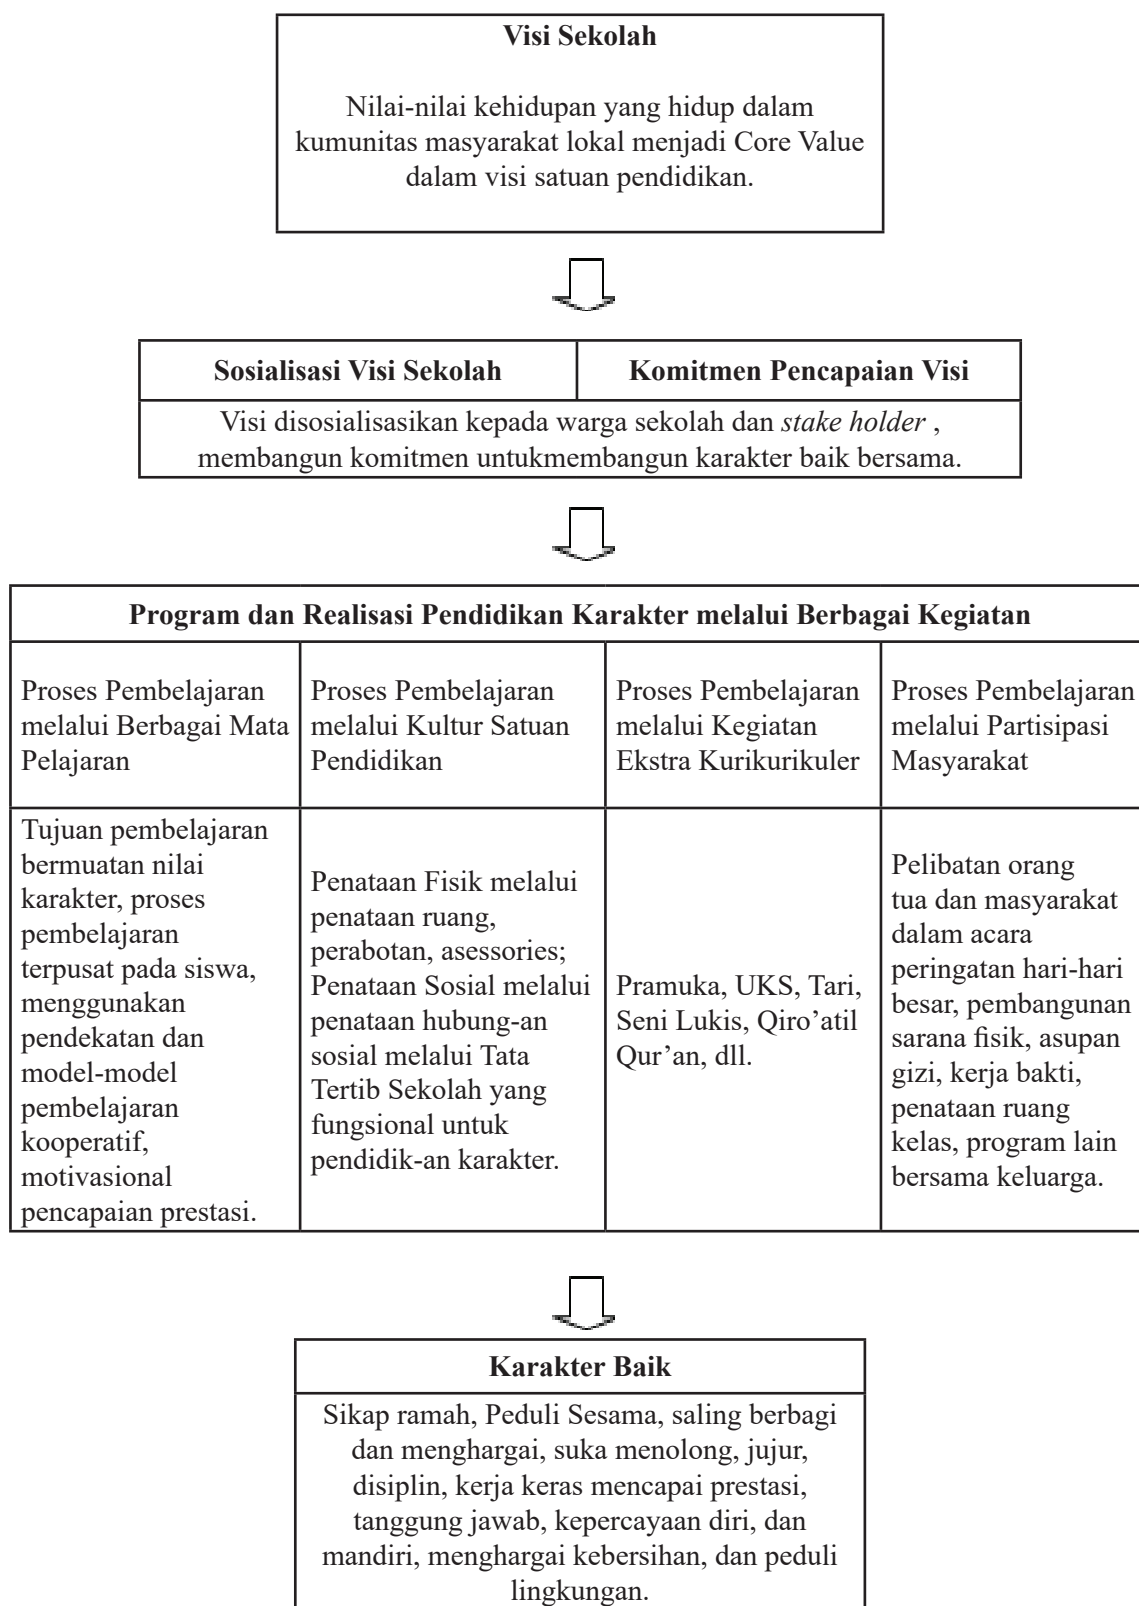 Visi Sekolah
Nilai-nilai kehidupan yang hidup dalam
kumunitas masyarakat lokal menjadi Core Value
dalam visi satuan pendidikan.
Sosialisasi Visi Sekolah
Komitmen Pencapaian Visi
Visi disosialisasikan kepada warga sekolah dan stake holder ,
membangun komitmen untukmembangun karakter baik bersama.
Program dan Realisasi Pendidikan Karakter melalui Berbagai Kegiatan
Proses Pembelajaran
melalui Berbagai Mata
Pelajaran
Proses Pembelajaran
melalui Kultur Satuan
Pendidikan
Proses Pembelajaran
melalui Kegiatan
Ekstra Kurikurikuler
Proses Pembelajaran
melalui Partisipasi
Masyarakat
Tujuan pembelajaran
bermuatan nilai
karakter, proses
pembelajaran
terpusat pada siswa,
menggunakan
pendekatan dan
model-model
pembelajaran
kooperatif,
motivasional
pencapaian prestasi.
Penataan Fisik melalui
penataan ruang,
perabotan, asessories;
Penataan Sosial melalui
penataan hubung-an
sosial melalui Tata
Tertib Sekolah yang
fungsional untuk
pendidik-an karakter.
Pramuka, UKS, Tari,
Seni Lukis, Qiro’atil
Qur’an, dll.
Pelibatan orang
tua dan masyarakat
dalam acara
peringatan hari-hari
besar, pembangunan
sarana fisik, asupan
gizi, kerja bakti,
penataan ruang
kelas, program lain
bersama keluarga.
Karakter Baik
Sikap ramah, Peduli Sesama, saling berbagi
dan menghargai, suka menolong, jujur,
disiplin, kerja keras mencapai prestasi,
tanggung jawab, kepercayaan diri, dan
mandiri, menghargai kebersihan, dan peduli
lingkungan.